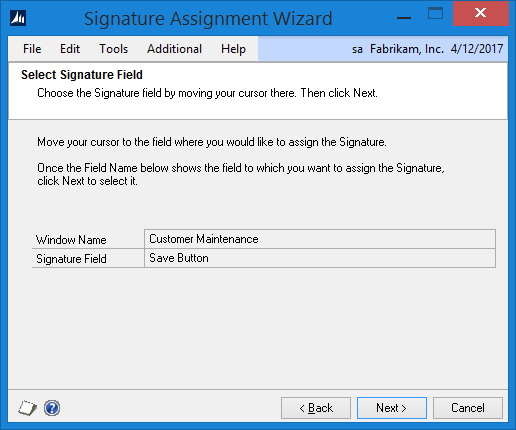 Signature Assignment Wizard
File Edit Tools Additional Help sa Fabrikam, Inc. 4/12/2017
Select Signature Field
Choose the Signature field by moving your cursor there. Then click Next.
Move your cursor to the field where you would like to assign the Signature.
Once the Field Name below shows the field to which you want to assign the Signature,
click Next to select it.
Window Name Customer Maintenance
Signature Field Save Button
< Back Next > Cancel